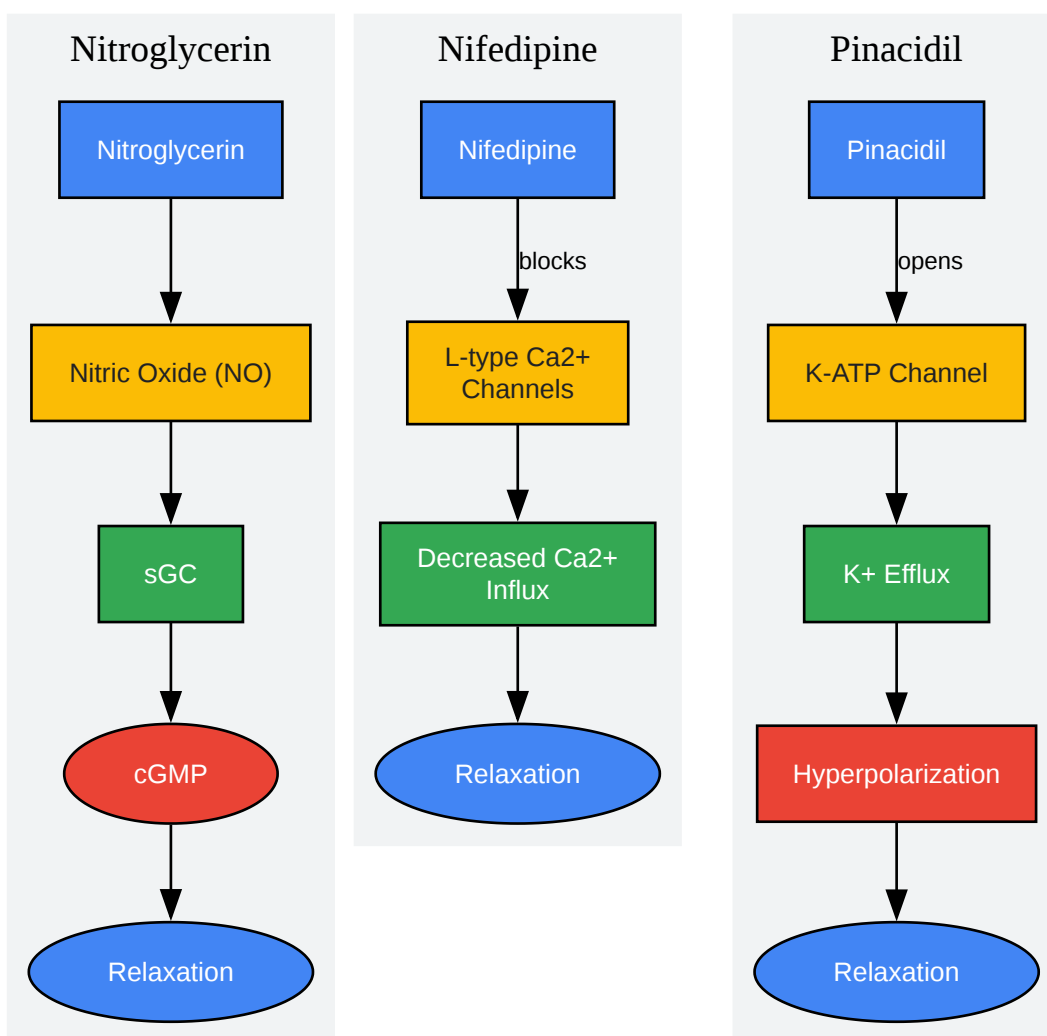 Nitroglycerin
Nitroglycerin
Nitric Oxide (NO)
sGC
cGMP
Relaxation
Nifedipine
Nifedipine
blocks
L-type Ca2+
Channels
Decreased Ca2+
Influx
Relaxation
Pinacidil
Pinacidil
opens
K-ATP Channel
K+ Efflux
Hyperpolarization
Relaxation